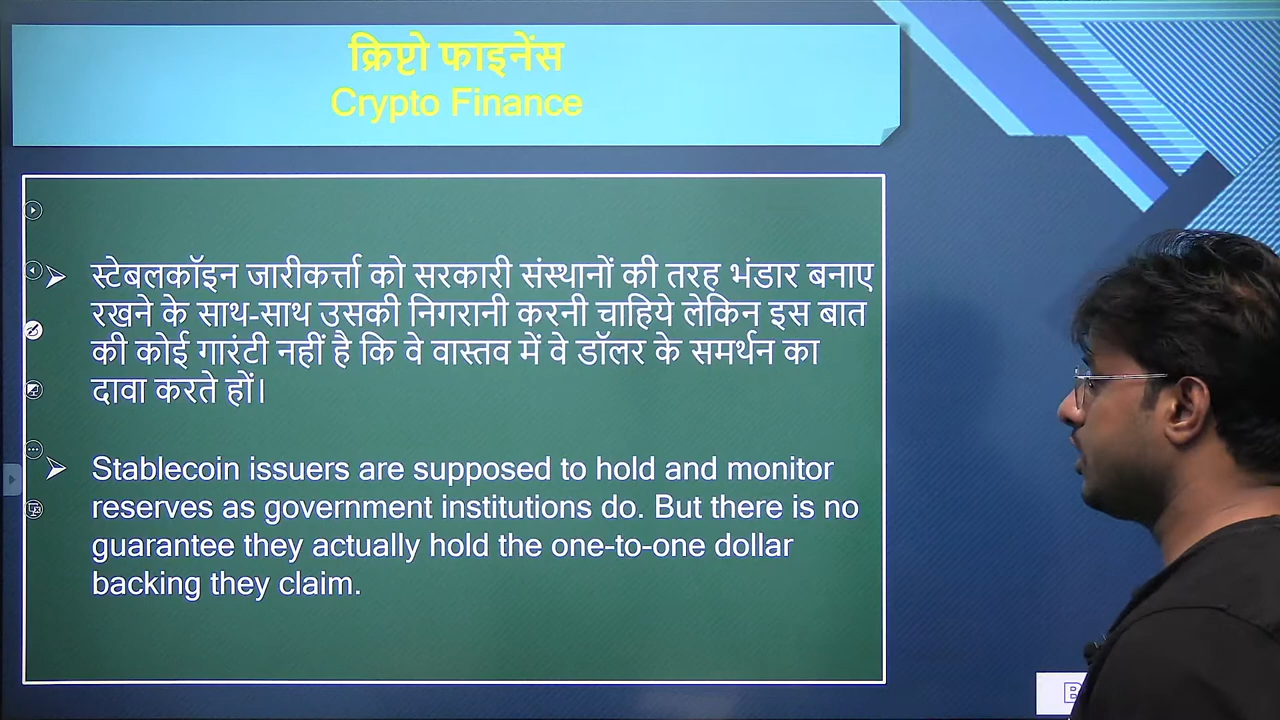 क्रिप्टो फाइनेंस
Crypto Finance
स्टेबलकॉइन जारीकर्त्ता को सरकारी संस्थानों की तरह भंडार बनाए
रखने के साथ-साथ उसकी निगरानी करनी चाहिये लेकिन इस बात
की कोई गारंटी नहीं है कि वे वास्तव में वे डॉलर के समर्थन का
दावा करते हों।
Stablecoin issuers are supposed to hold and monitor
reserves as government institutions do. But there is no
guarantee they actually hold the one-to-one dollar
backing they claim.